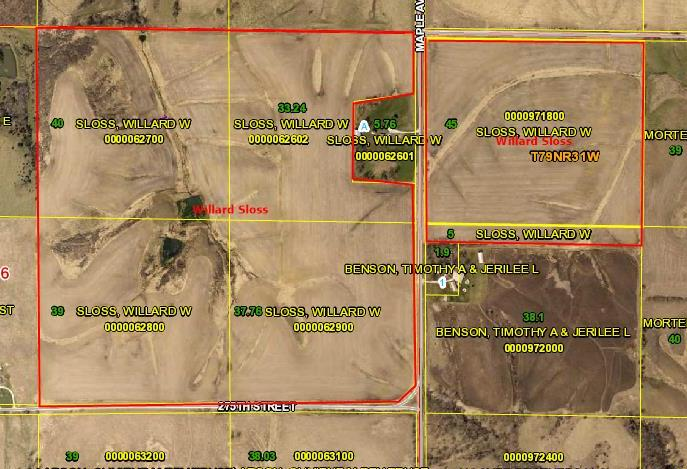 MAPLE AV
E
40
SLOSS, WILLARD W
0000062700
33.24
SLOSS, WILLARD W
0000062602
A
5.76
SLOSS, WILLARD W
0000062601
45
0000971800
SLOSS, WILLARD W
Willard Sloss
T79NR31W
MORTE
39
Willard Sloss
5
SLOSS, WILLARD W
1.9
BENSON, TIMOTHY A & JERILEE L
1
6
ST
39
SLOSS, WILLARD W
0000062800
37.76
SLOSS, WILLARD W
0000062900
38.1
BENSON, TIMOTHY A & JERILEE L
0000972000
MORTE
40
275TH STREET
39
0000063200
38.03
0000063100
0000972400